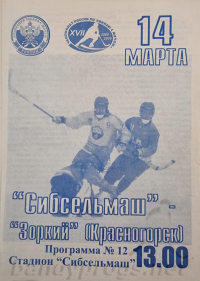 XVII
14
МАРТА
"Сибсельмаш" -
"Зоркий" (Красногорск)
Программа № 12
Стадион "Сибсельмаш" 13.00